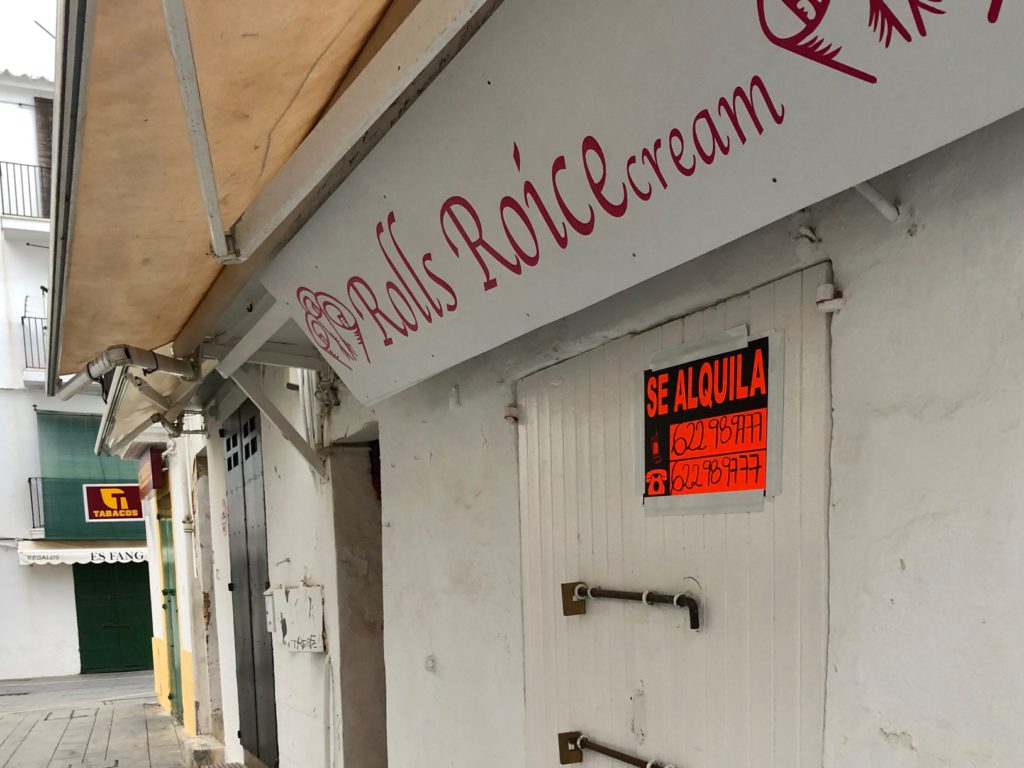 Rolls Roicecream
SE ALQUILA
622989777
622989777
TABACOS
REGALOS ES FANG